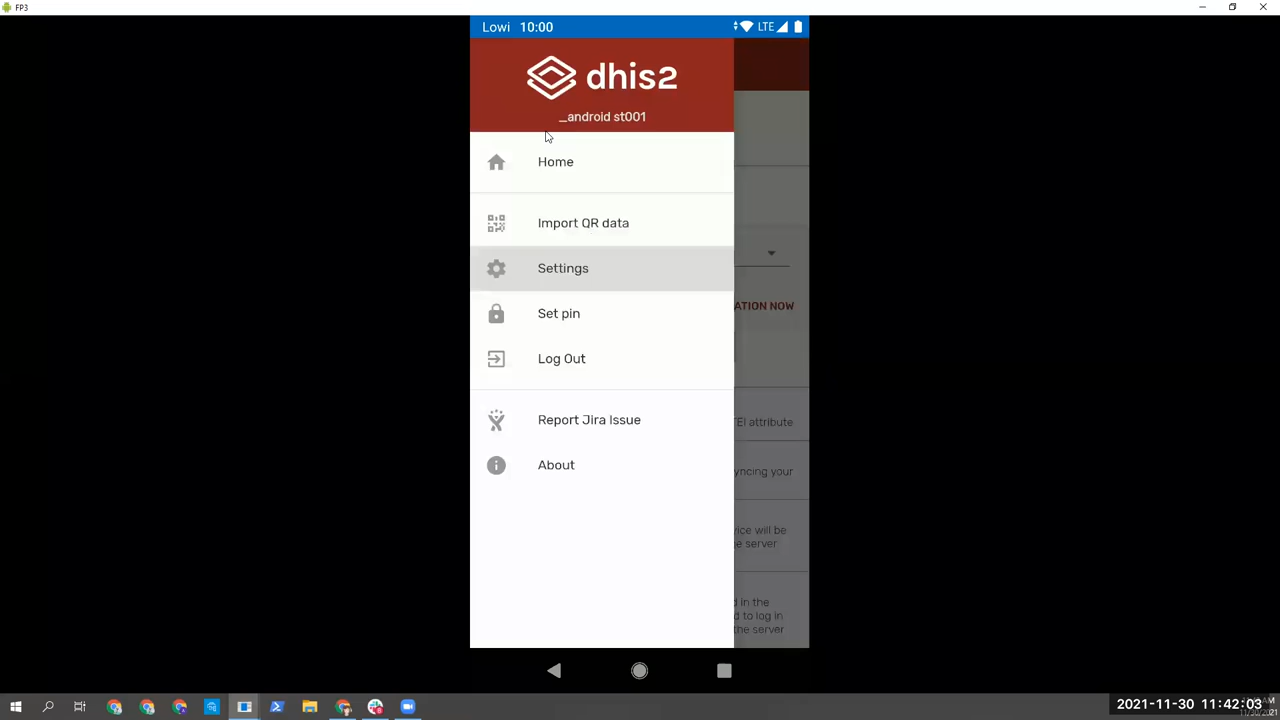 FP3
Lowi 10:00
LTE
dhis2
_android st001
Home
Import QR data
Settings
Set pin
Log Out
Report Jira Issue
About
ATION NOW
EI attribute
yncing your
vice will be
e server
d in the
d to log in
the server
2021-11-30 11:42:03